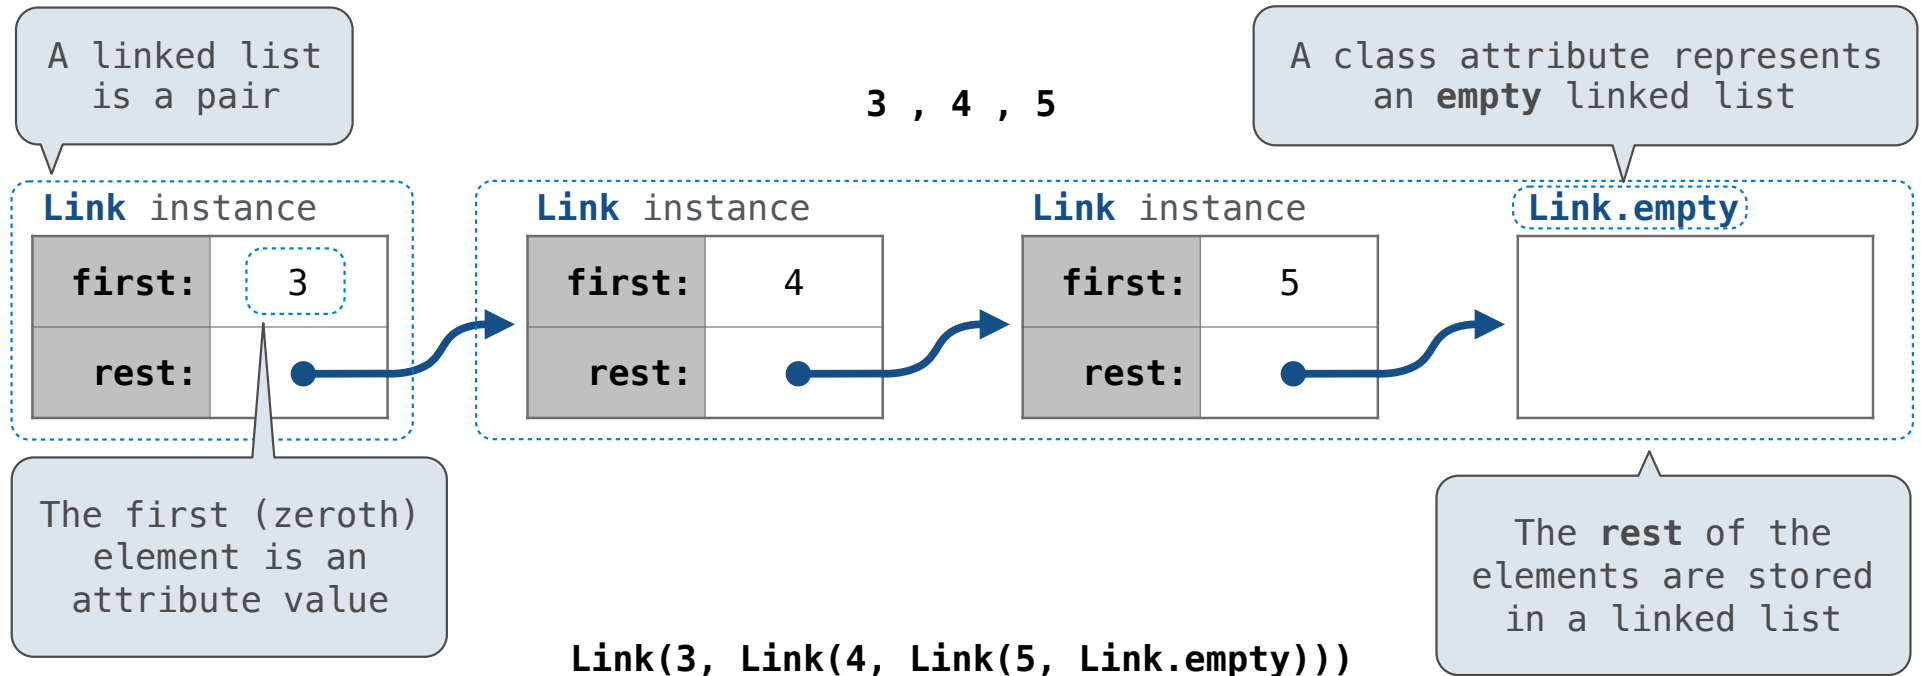 A linked list
is a pair
3 , 4 , 5
A class attribute represents
an empty linked list
Link instance
first: 3
rest:
Link instance
first: 4
rest:
Link instance
first: 5
rest:
Link.empty
The first (zeroth)
element is an
attribute value
The rest of the
elements are stored
in a linked list
Link(3, Link(4, Link(5, Link.empty)))